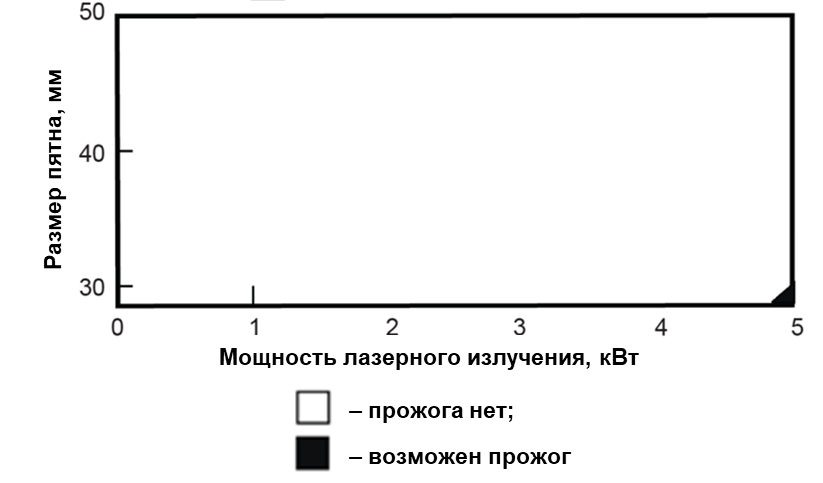 50
40
30
Размер пятна, мм
0 1 2 3 4 5
Мощность лазерного излучения, кВт
– прожога нет;
– возможен прожог